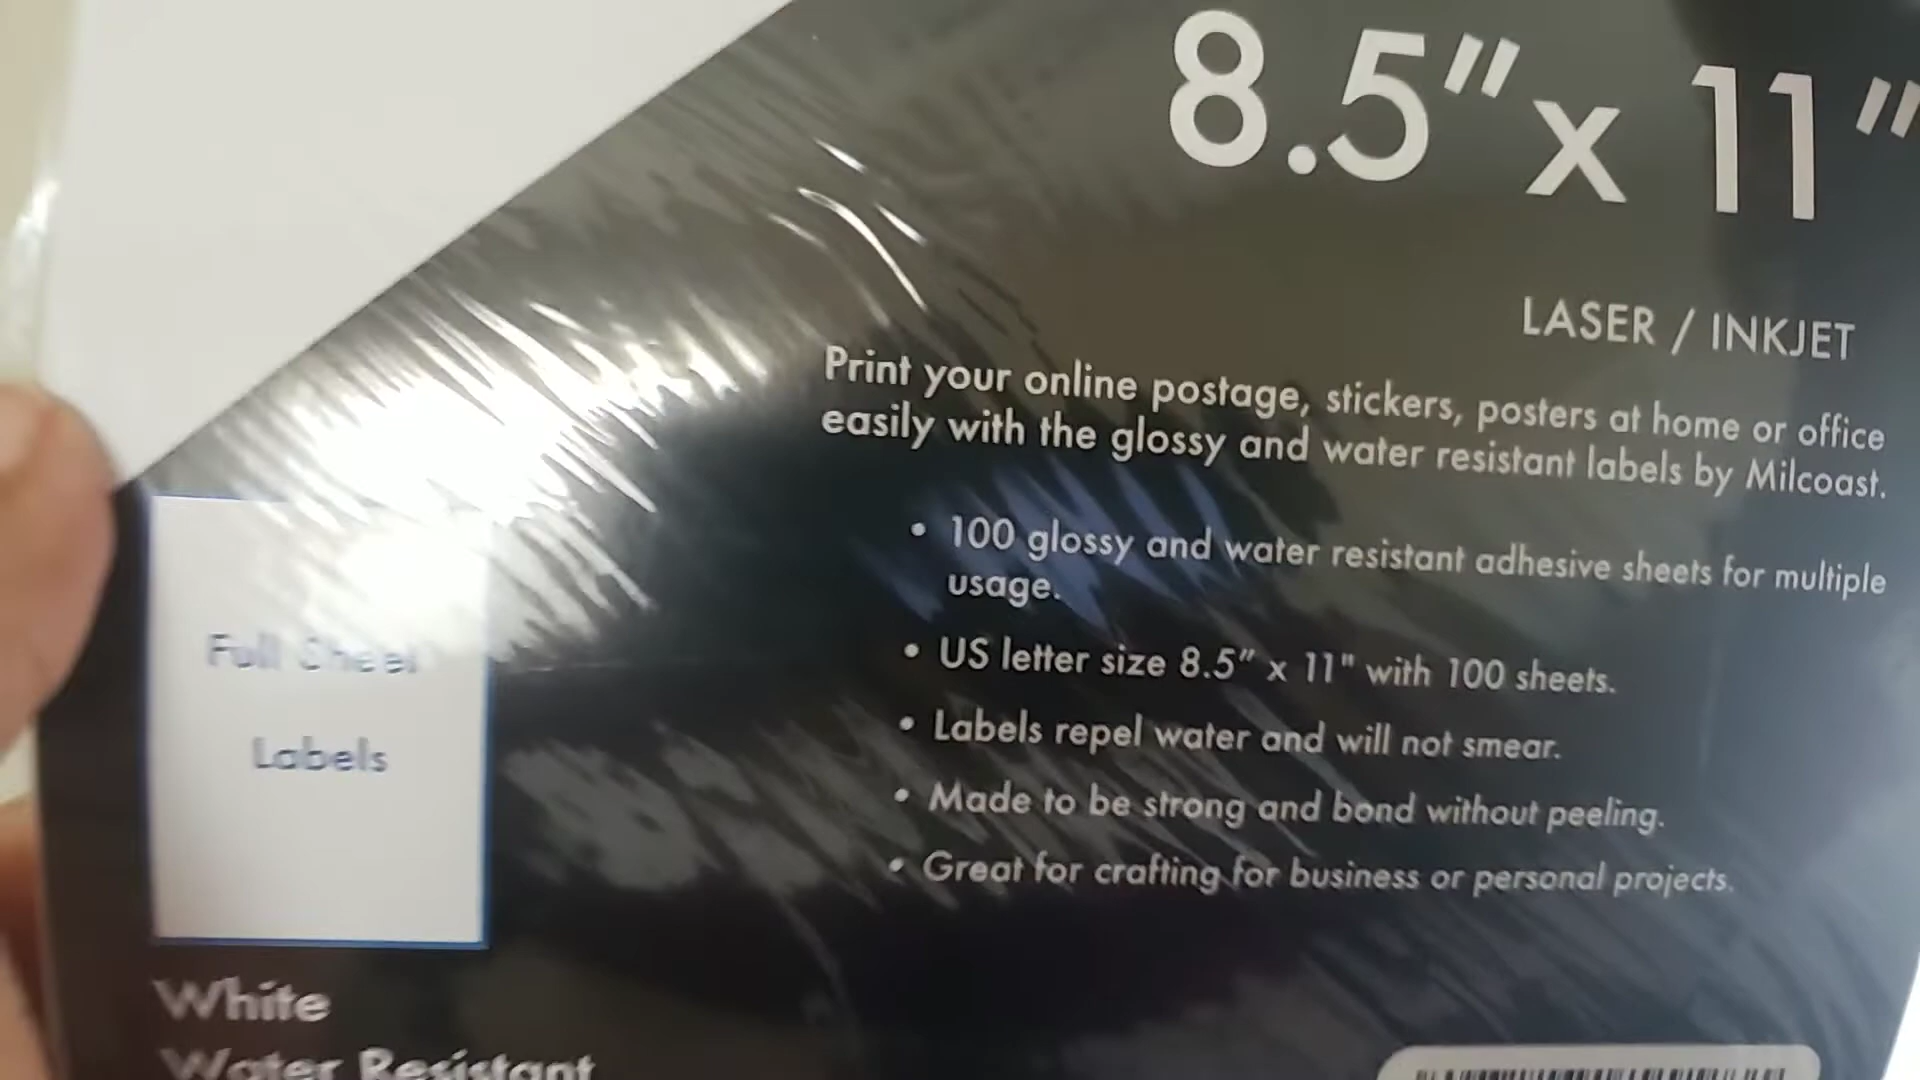 8.5" x 11"
LASER / INKJET
Print your online postage, stickers, posters at home or office
easily with the glossy and water resistant labels by Milcoast.
• 100 glossy and water resistant adhesive sheets for multiple
usage.
• US letter size 8.5" x 11" with 100 sheets.
• Labels repel water and will not smear.
• Made to be strong and bond without peeling.
• Great for crafting for business or personal projects.
Full Sheet
Labels
White
Water Resistant